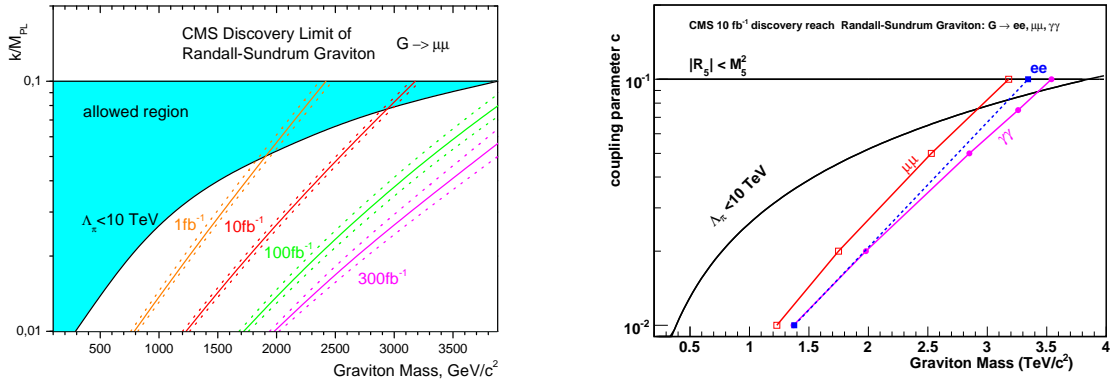 k/M_PL
CMS Discovery Limit of
Randall-Sundrum Graviton
G -> μμ
0,1
allowed region
Λ_π <10 TeV
1fb⁻¹
10fb⁻¹
100fb⁻¹
300fb⁻¹
0,01
500 1000 1500 2000 2500 3000 3500
Graviton Mass, GeV/c²
CMS 10 fb⁻¹ discovery reach Randall-Sundrum Graviton: G → ee, μμ, γγ
|R₅| < M₅²
ee
10⁻¹
coupling parameter c
μμ
γγ
Λ_π <10 TeV
10⁻²
0.5 1 1.5 2 2.5 3 3.5 4
Graviton Mass (TeV/c²)